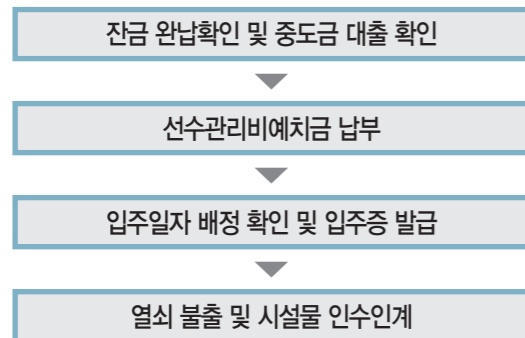 잔금 완납확인 및 중도금 대출 확인
선수관리비예치금 납부
입주일자 배정 확인 및 입주증 발급
열쇠 불출 및 시설물 인수인계